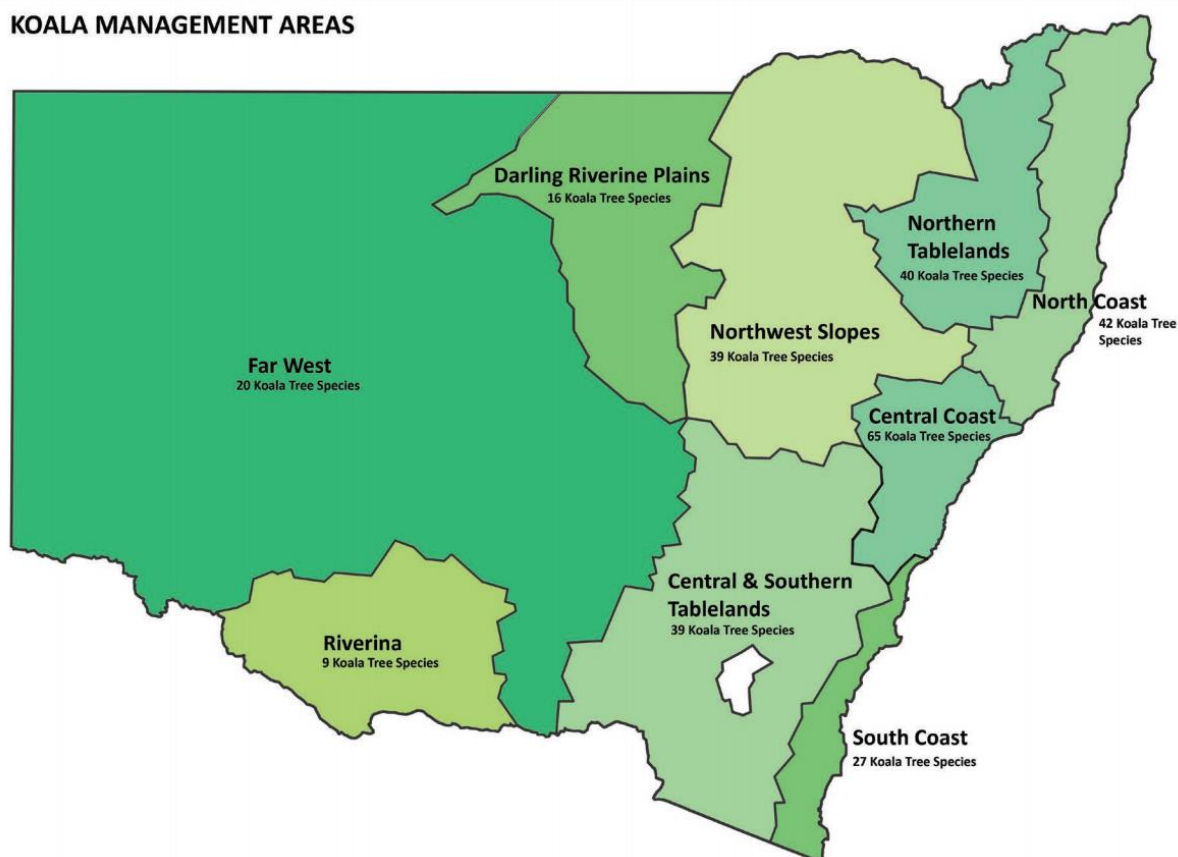 KOALA MANAGEMENT AREAS
Darling Riverine Plains
16 Koala Tree Species
Northern
Tablelands
40 Koala Tree Species
North Coast
42 Koala Tree
Species
Northwest Slopes
39 Koala Tree Species
Far West
20 Koala Tree Species
Central Coast
65 Koala Tree Species
Central & Southern
Tablelands
39 Koala Tree Species
Riverina
9 Koala Tree Species
South Coast
27 Koala Tree Species